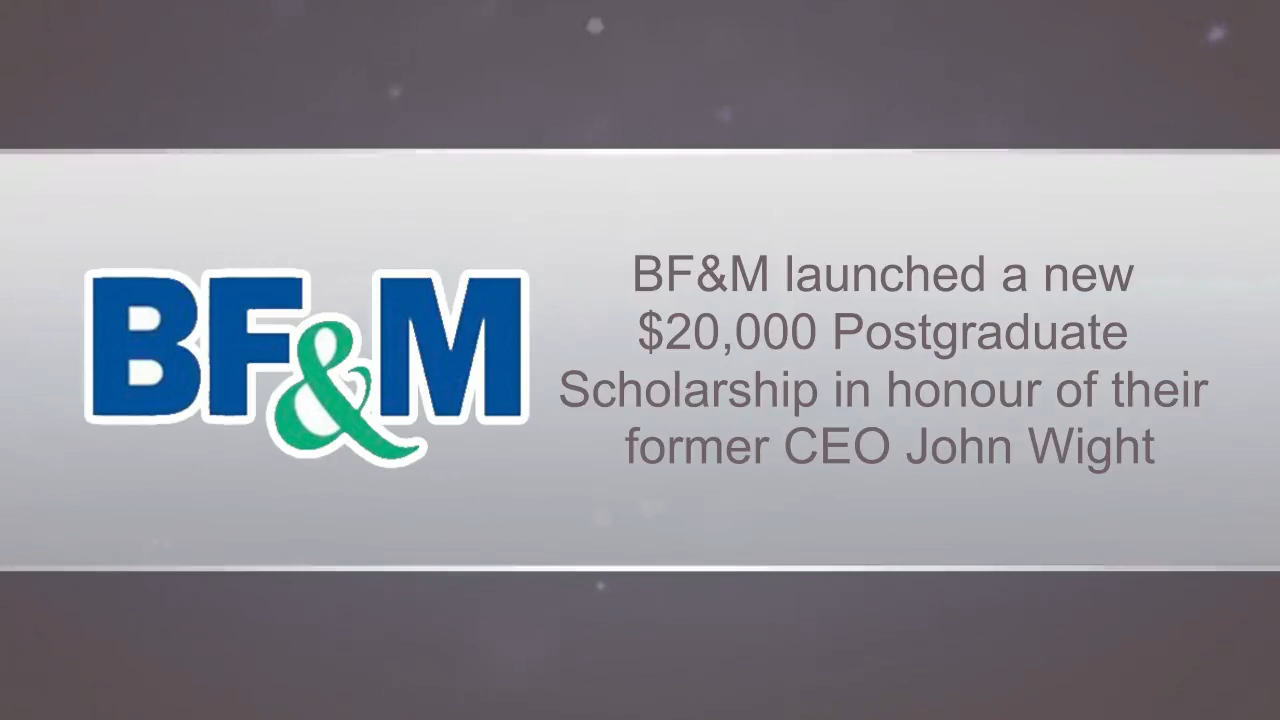 BF&M
BF&M launched a new
$20,000 Postgraduate
Scholarship in honour of their
former CEO John Wight